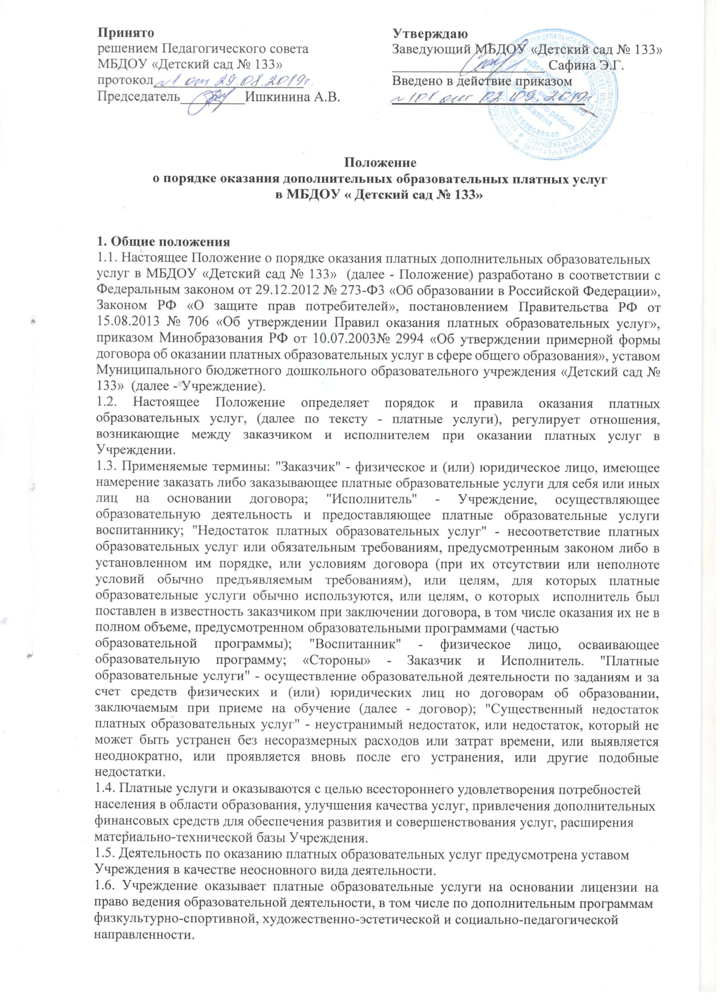 Принято
решением Педагогического совета
МБДОУ «Детский сад № 133»
протокол №1 от 29.08.2019г.
Председатель Ишкинина А.В.
Утверждаю
Заведующий МБДОУ «Детский сад № 133»
Сафина Э.Г.
Введено в действие приказом
№101 от 02.09.2019г.
Положение
о порядке оказания дополнительных образовательных платных услуг
в МБДОУ « Детский сад № 133»
1. Общие положения
1.1. Настоящее Положение о порядке оказания платных дополнительных образовательных
услуг в МБДОУ «Детский сад № 133» (далее - Положение) разработано в соответствии с
Федеральным законом от 29.12.2012 № 273-ФЗ «Об образовании в Российской Федерации»,
Законом РФ «О защите прав потребителей», постановлением Правительства РФ от
15.08.2013 № 706 «Об утверждении Правил оказания платных образовательных услуг»,
приказом Минобразования РФ от 10.07.2003№ 2994 «Об утверждении примерной формы
договора об оказании платных образовательных услуг в сфере общего образования», уставом
Муниципального бюджетного дошкольного образовательного учреждения «Детский сад №
133» (далее - Учреждение).
1.2. Настоящее Положение определяет порядок и правила оказания платных
образовательных услуг, (далее по тексту - платные услуги), регулирует отношения,
возникающие между заказчиком и исполнителем при оказании платных услуг в
Учреждении.
1.3. Применяемые термины: "Заказчик" - физическое и (или) юридическое лицо, имеющее
намерение заказать либо заказывающее платные образовательные услуги для себя или иных
лиц на основании договора; "Исполнитель" - Учреждение, осуществляющее
образовательную деятельность и предоставляющее платные образовательные услуги
воспитаннику; "Недостаток платных образовательных услуг" - несоответствие платных
образовательных услуг или обязательным требованиям, предусмотренным законом либо в
установленном им порядке, или условиям договора (при их отсутствии или неполноте
условий обычно предъявляемым требованиям), или целям, для которых платные
образовательные услуги обычно используются, или целям, о которых исполнитель был
поставлен в известность заказчиком при заключении договора, в том числе оказания их не в
полном объеме, предусмотренном образовательными программами (частью
образовательной программы); "Воспитанник" - физическое лицо, осваивающее
образовательную программу; «Стороны» - Заказчик и Исполнитель. "Платные
образовательные услуги" - осуществление образовательной деятельности по заданиям и за
счет средств физических и (или) юридических лиц но договорам об образовании,
заключаемым при приеме на обучение (далее - договор); "Существенный недостаток
платных образовательных услуг" - неустранимый недостаток, или недостаток, который не
может быть устранен без несоразмерных расходов или затрат времени, или выявляется
неоднократно, или проявляется вновь после его устранения, или другие подобные
недостатки.
1.4. Платные услуги и оказываются с целью всестороннего удовлетворения потребностей
населения в области образования, улучшения качества услуг, привлечения дополнительных
финансовых средств для обеспечения развития и совершенствования услуг, расширения
материально-технической базы Учреждения.
1.5. Деятельность по оказанию платных образовательных услуг предусмотрена уставом
Учреждения в качестве неосновного вида деятельности.
1.6. Учреждение оказывает платные образовательные услуги на основании лицензии на
право ведения образовательной деятельности, в том числе по дополнительным программам
физкультурно-спортивной, художественно-эстетической и социально-педагогической
направленности.